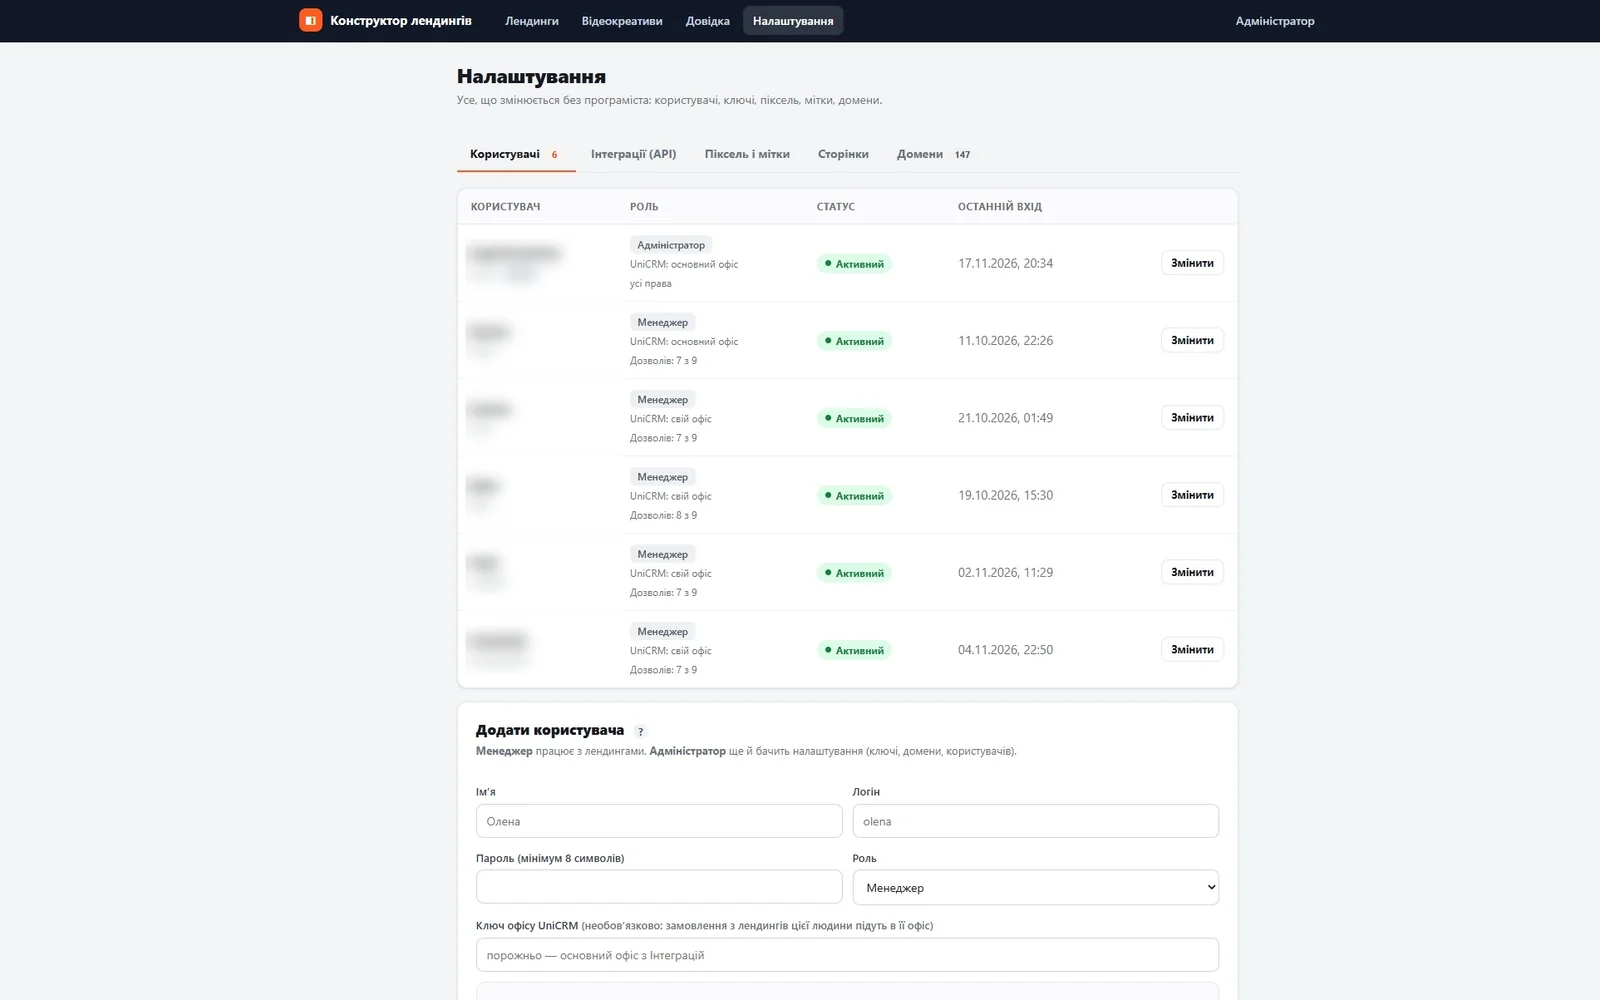 Конструктор лендингів
Лендинги
Відеокреативи
Довідка
Налаштування
Адміністратор
Налаштування
Усе, що змінюється без програміста: користувачі, ключі, піксель, мітки, домени.
Користувачі 6
Інтеграції (API)
Піксель і мітки
Сторінки
Домени 147
КОРИСТУВАЧ
РОЛЬ
СТАТУС
ОСТАННІЙ ВХІД
Адміністратор
UniCRM: основний офіс
усі права
Активний
17.11.2026, 20:34
Змінити
Менеджер
UniCRM: основний офіс
Дозволів: 7 з 9
Активний
11.10.2026, 22:26
Змінити
Менеджер
UniCRM: свій офіс
Дозволів: 7 з 9
Активний
21.10.2026, 01:49
Змінити
Менеджер
UniCRM: свій офіс
Дозволів: 8 з 9
Активний
19.10.2026, 15:30
Змінити
Менеджер
UniCRM: свій офіс
Дозволів: 7 з 9
Активний
02.11.2026, 11:29
Змінити
Менеджер
UniCRM: свій офіс
Дозволів: 7 з 9
Активний
04.11.2026, 22:50
Змінити
Додати користувача ?
Менеджер працює з лендингами. Адміністратор ще й бачить налаштування (ключі, домени, користувачів).
Ім'я
Логін
Олена
olena
Пароль (мінімум 8 символів)
Роль
Менеджер
Ключ офісу UniCRM (необов'язково: замовлення з лендингів цієї людини підуть в її офіс)
порожньо — основний офіс з Інтеграцій